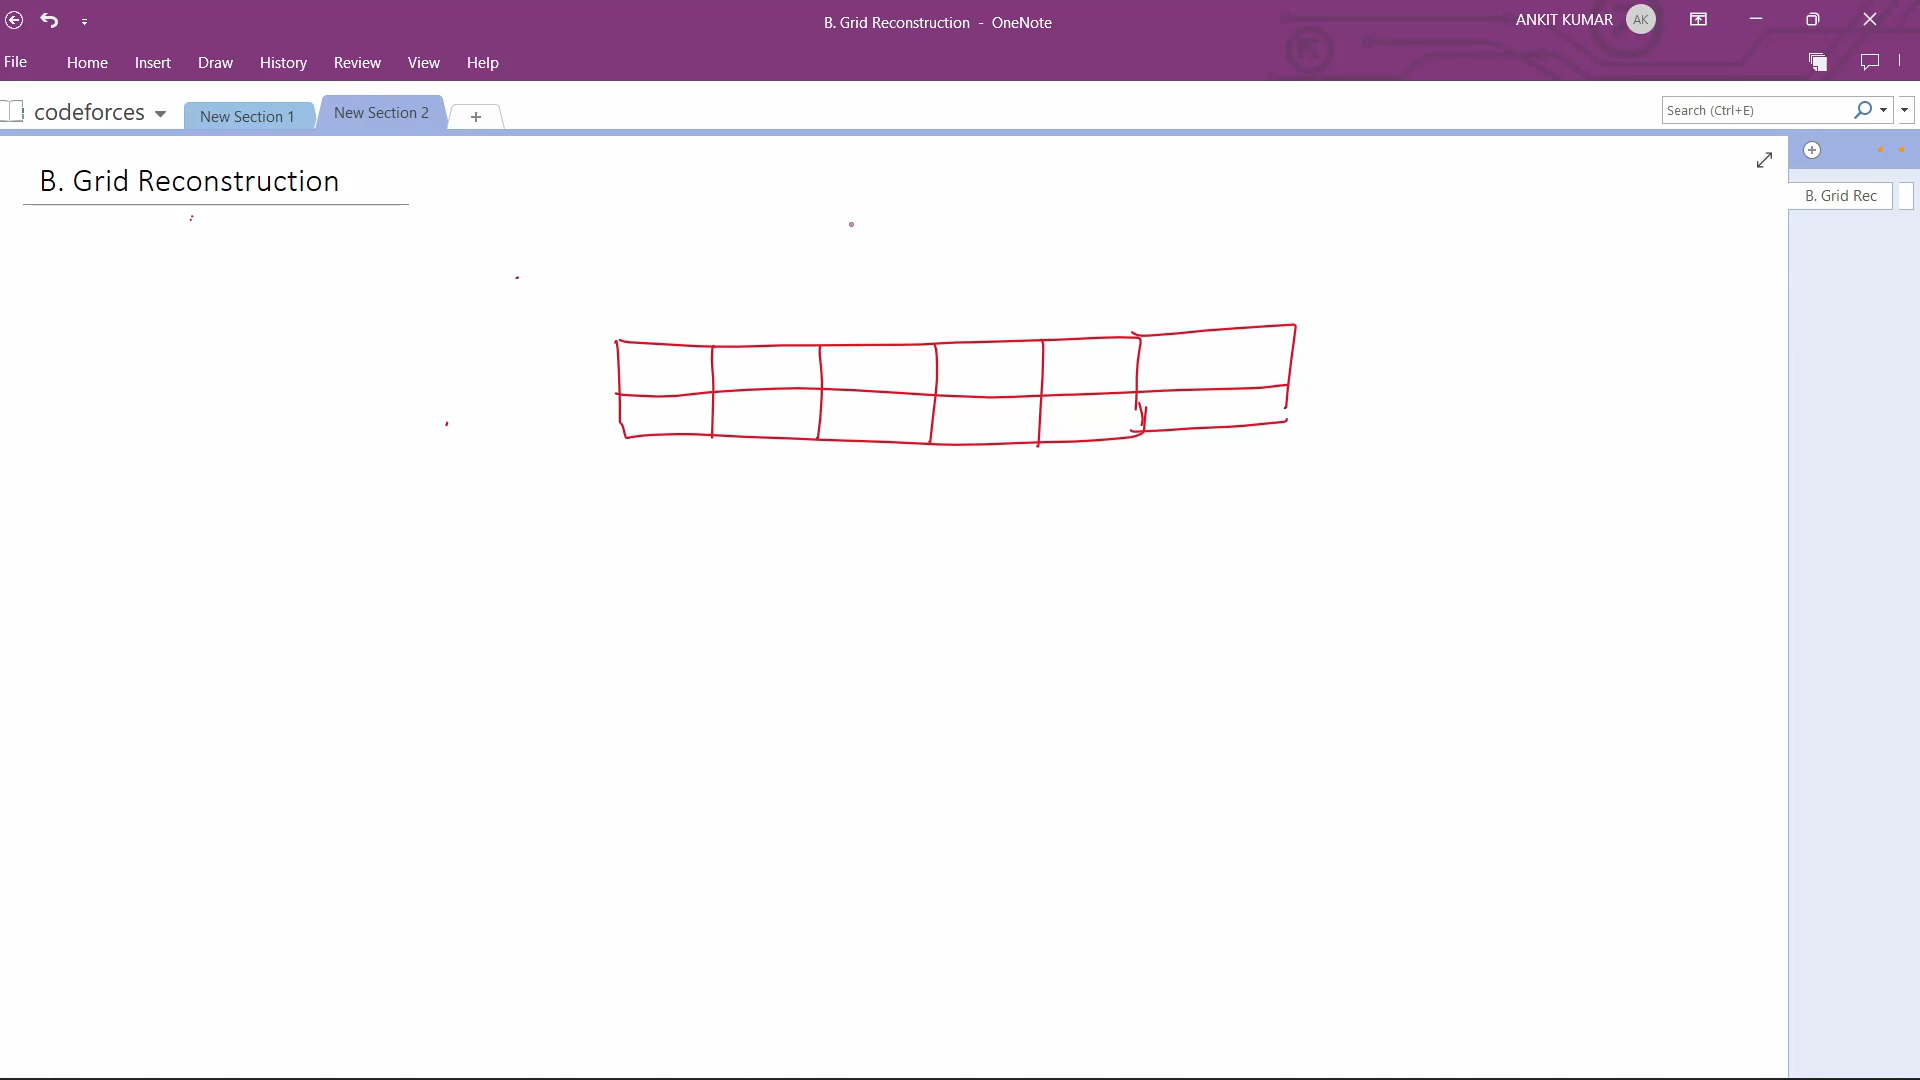 B. Grid Reconstruction - OneNote
ANKIT KUMAR AK
File Home Insert Draw History Review View Help
codeforces New Section 1 New Section 2 +
Search (Ctrl+E)
B. Grid Reconstruction
B. Grid Rec